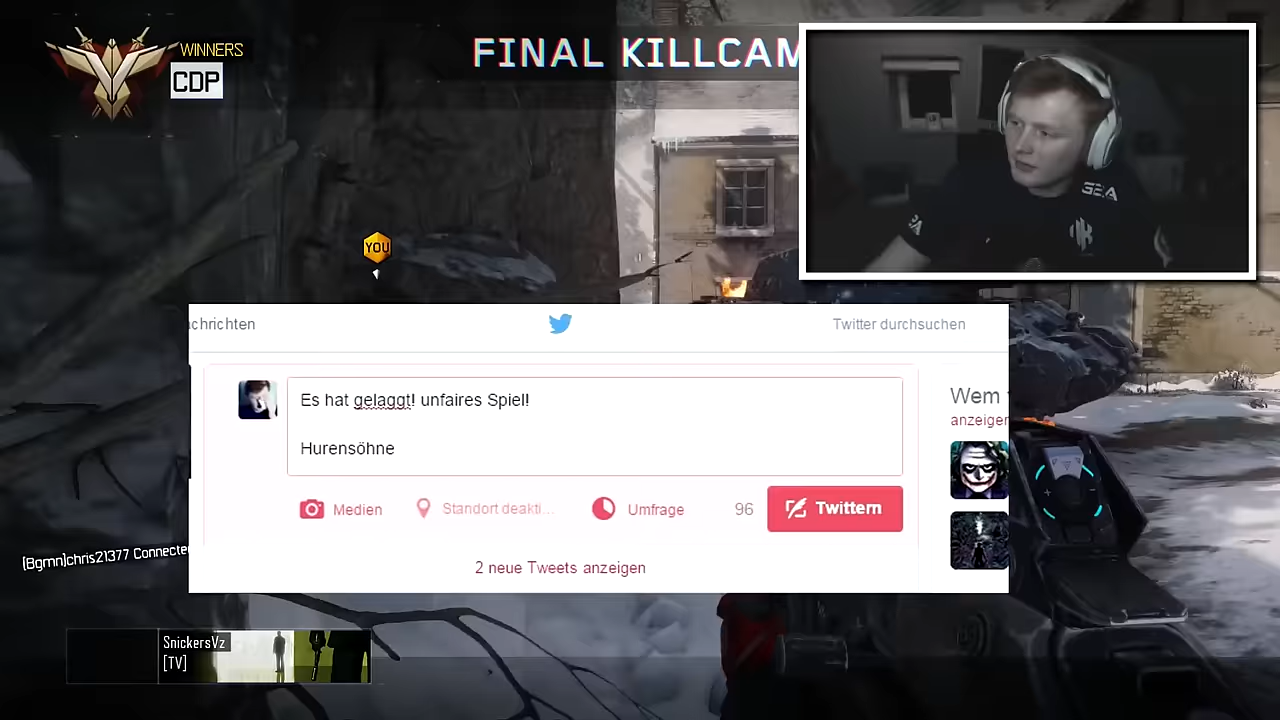 WINNERS
CDP
FINAL KILLCAM
YOU
achrichten
Twitter durchsuchen
Es hat gelaggt! unfaires Spiel!
Hurensöhne
Wem
anzeigen
Medien
Standort deakti...
Umfrage
96
Twittern
2 neue Tweets anzeigen
[Bgmn]chris21377 Connecte
SnickersVz
[TV]